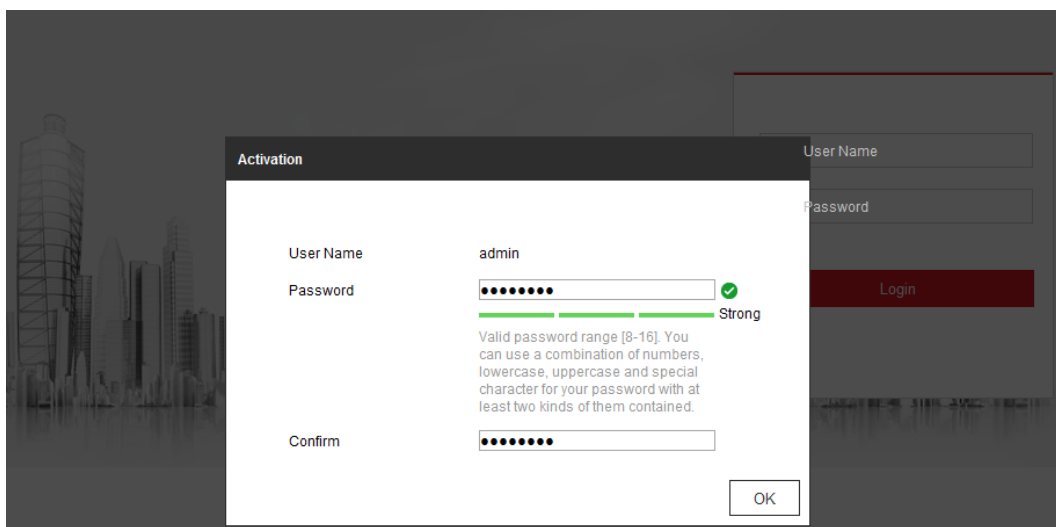 Activation
User Name
Password
Login
User Name admin
Password ●●●●●●●●
Strong
Valid password range [8-16]. You
can use a combination of numbers,
lowercase, uppercase and special
character for your password with at
least two kinds of them contained.
Confirm ●●●●●●●●
OK